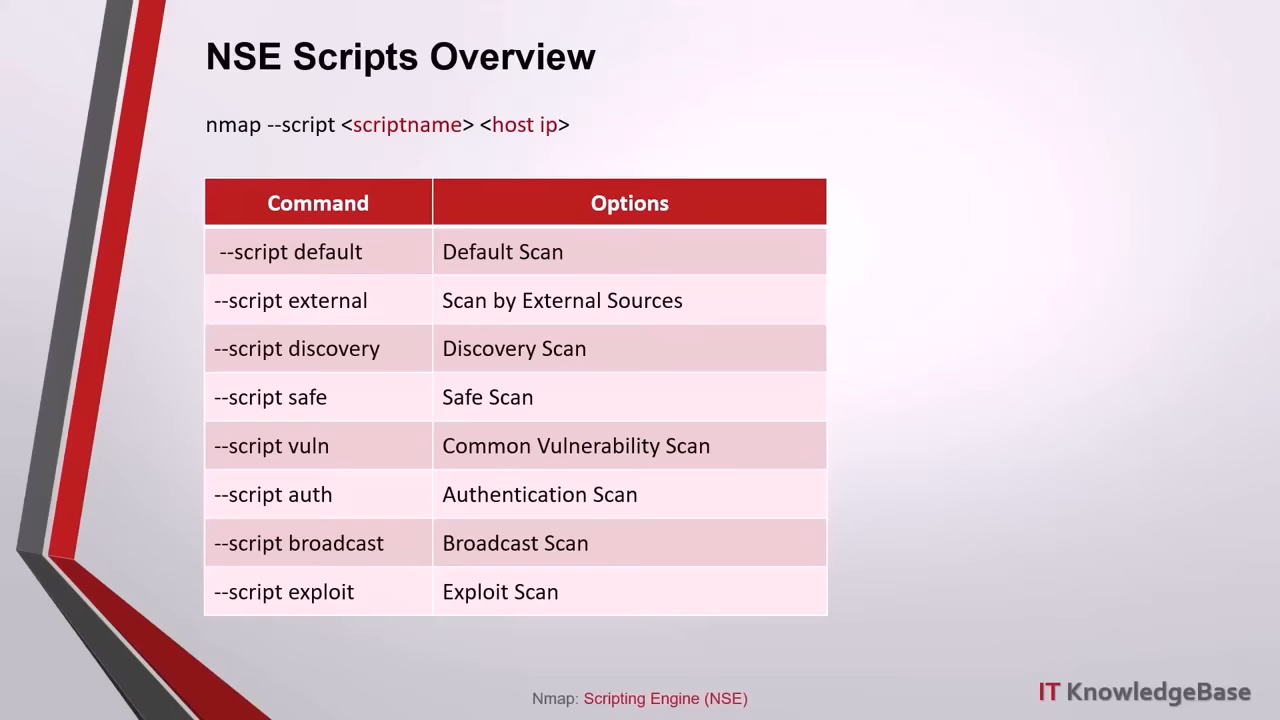 NSE Scripts Overview
nmap --script <scriptname> <host ip>
Command Options
--script default Default Scan
--script external Scan by External Sources
--script discovery Discovery Scan
--script safe Safe Scan
--script vuln Common Vulnerability Scan
--script auth Authentication Scan
--script broadcast Broadcast Scan
--script exploit Exploit Scan
Nmap: Scripting Engine (NSE)
IT KnowledgeBase